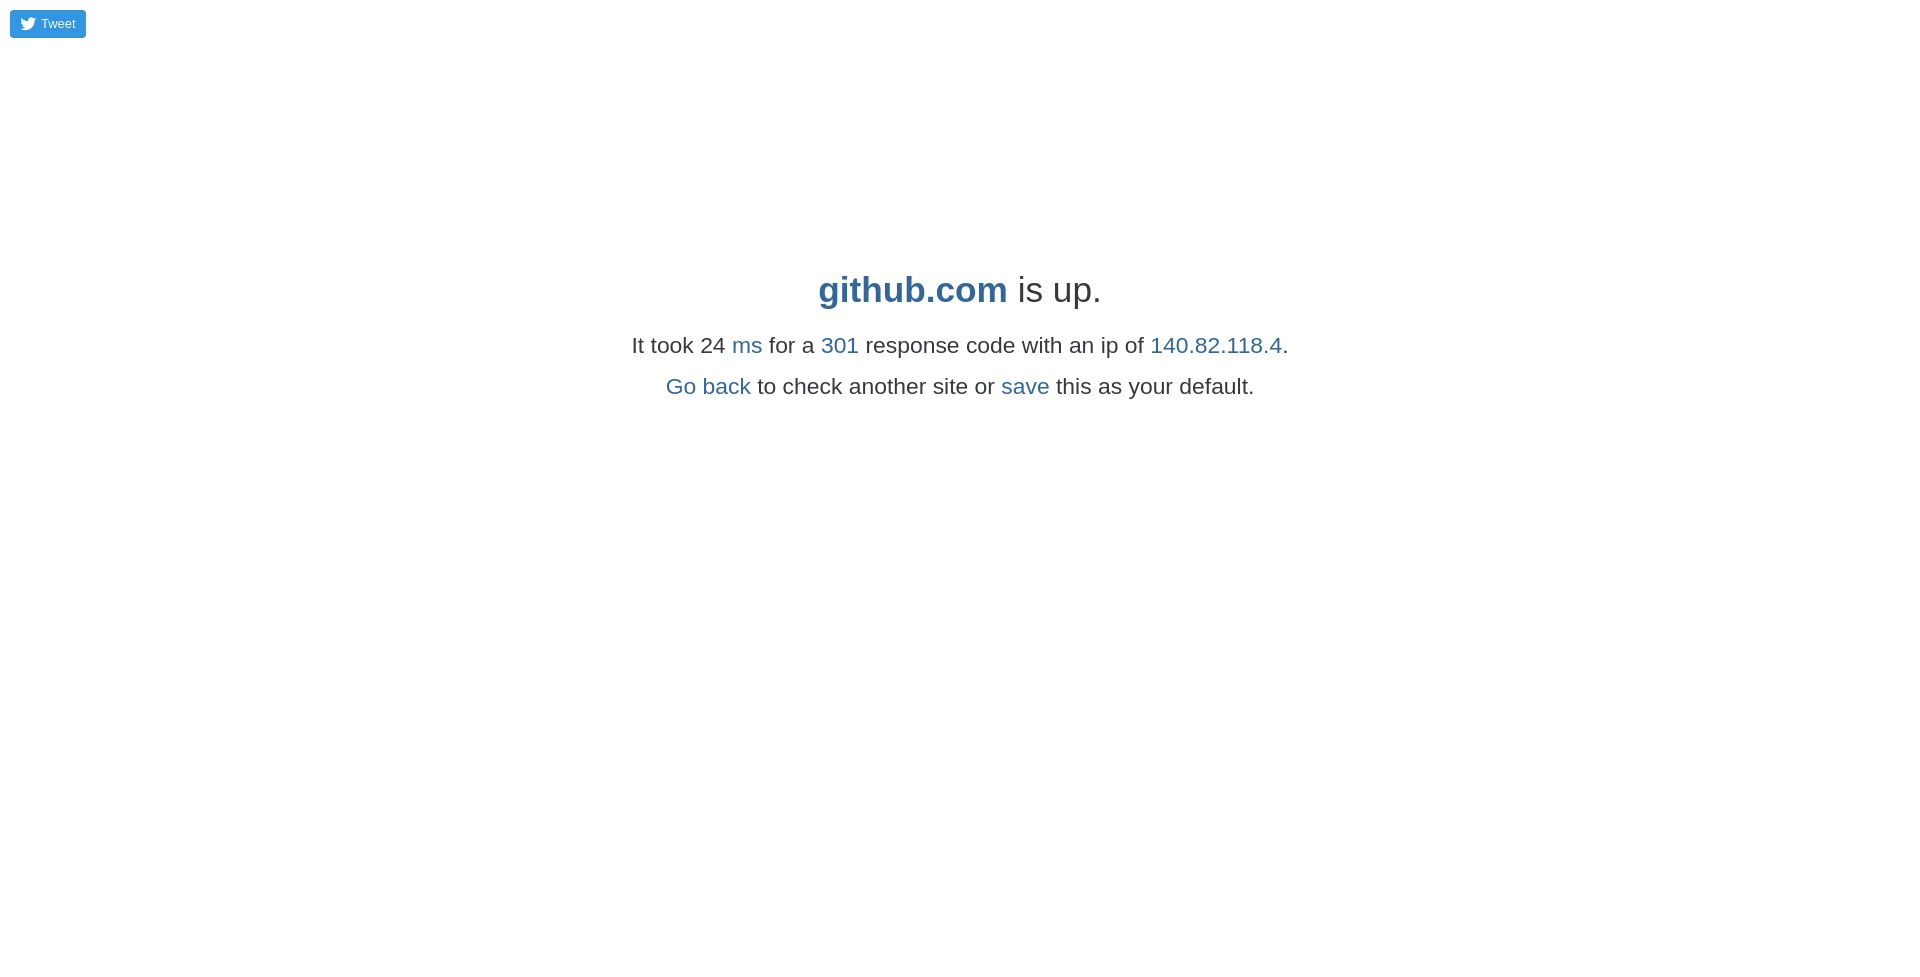 Tweet
github.com is up.
It took 24 ms for a 301 response code with an ip of 140.82.118.4.
Go back to check another site or save this as your default.